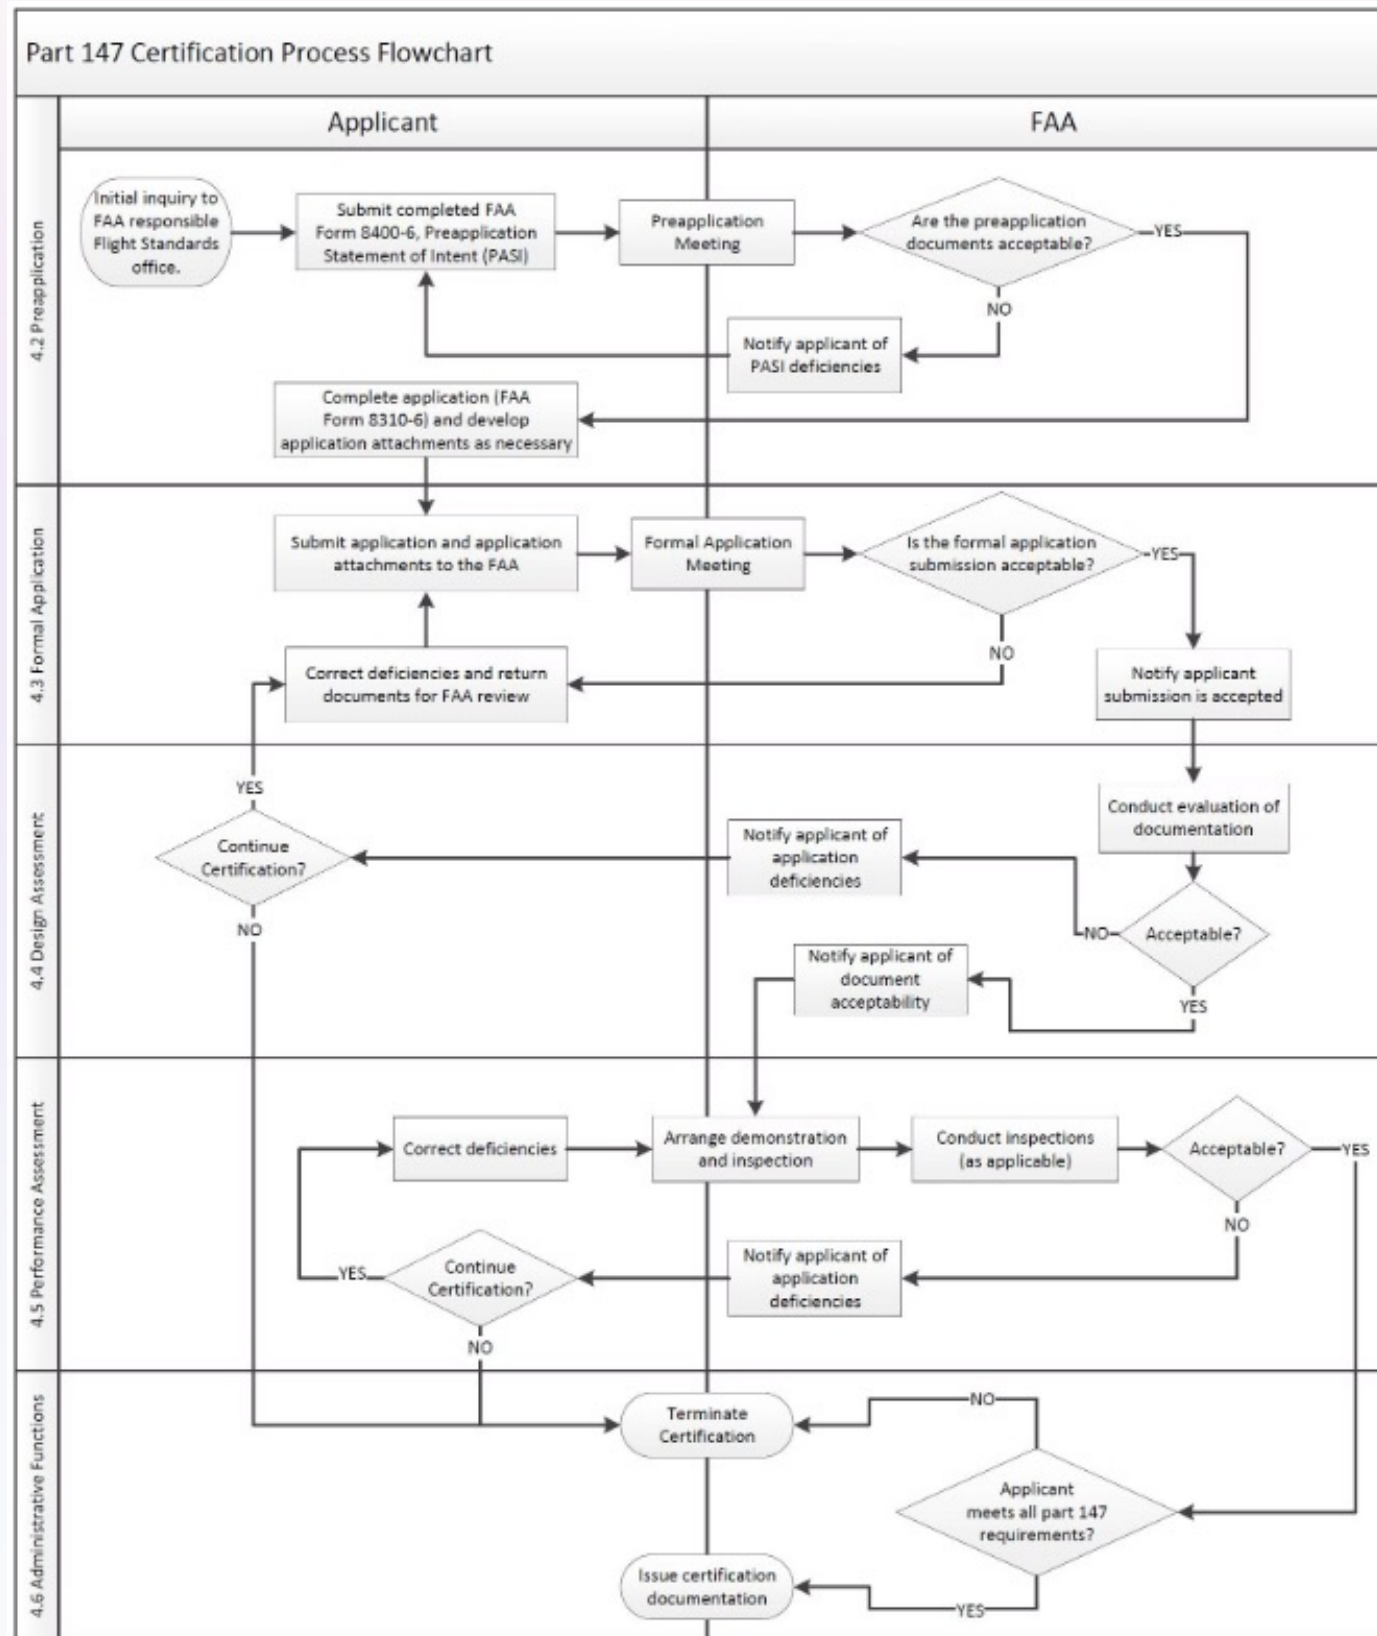 Part 147 Certification Process Flowchart
Applicant
FAA
4.2 Preapplication
Initial inquiry to
FAA responsible
Flight Standards
office.
Submit completed FAA
Form 8400-6, Preapplication
Statement of Intent (PASI)
Preapplication
Meeting
Are the preapplication
documents acceptable?
YES
NO
Notify applicant of
PASI deficiencies
Complete application (FAA
Form 8310-6) and develop
application attachments as necessary
4.3 Formal Application
Submit application and application
attachments to the FAA
Formal Application
Meeting
Is the formal application
submission acceptable?
YES
NO
Correct deficiencies and return
documents for FAA review
Notify applicant
submission is accepted
4.4 Design Assessment
YES
Continue
Certification?
NO
Notify applicant of
application
deficiencies
Conduct evaluation of
documentation
Acceptable?
NO
YES
Notify applicant of
document
acceptability
4.5 Performance Assessment
Correct deficiencies
Arrange demonstration
and inspection
Conduct inspections
(as applicable)
Acceptable?
YES
NO
Notify applicant of
application
deficiencies
Continue
Certification?
YES
NO
4.6 Administrative Functions
Terminate
Certification
NO
Applicant
meets all part 147
requirements?
YES
Issue certification
documentation